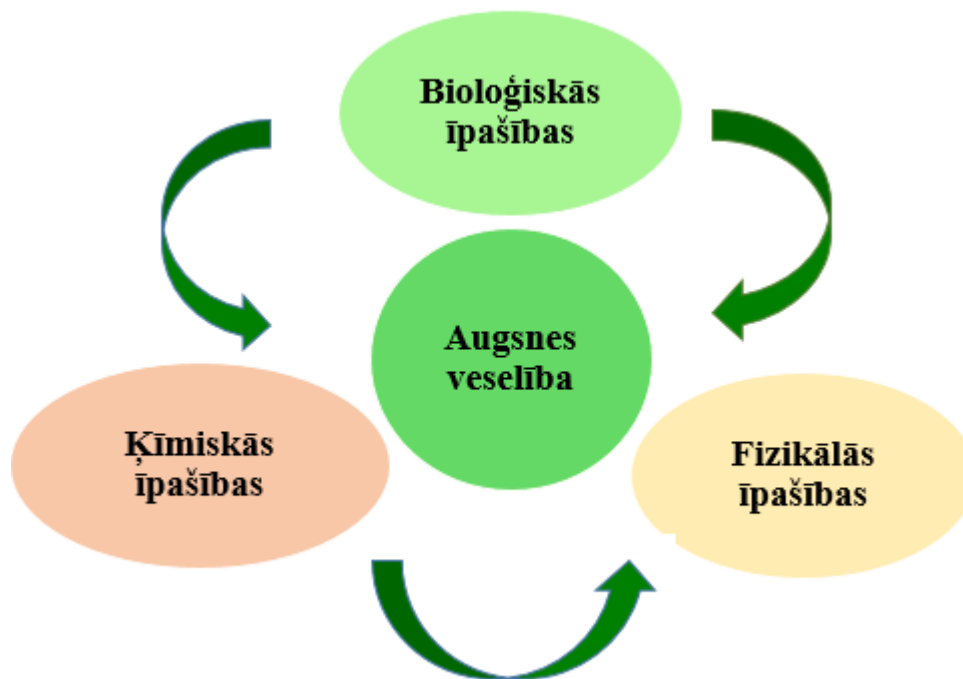 Bioloģiskās
īpašības
Augsnes
veselība
Ķīmiskās
īpašības
Fizikālās
īpašības